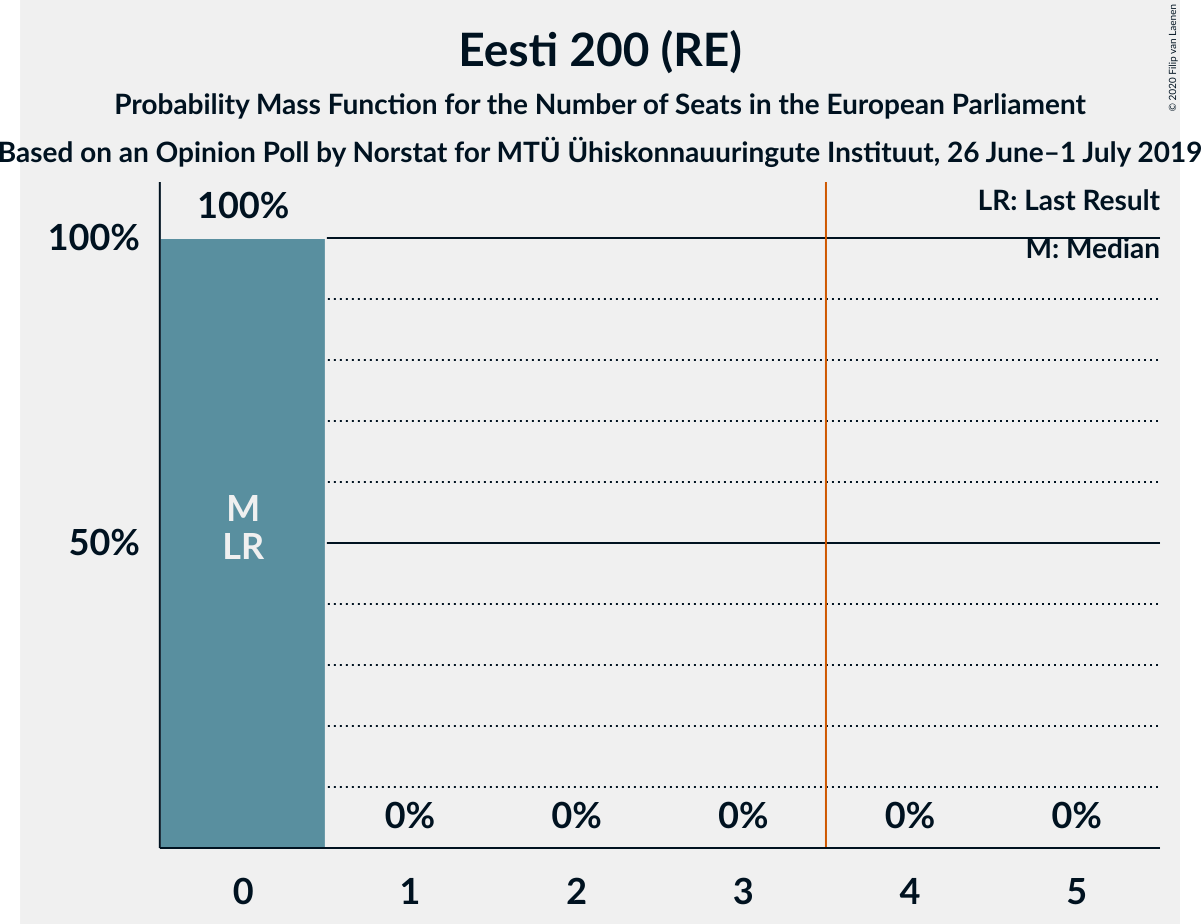 Eesti 200 (RE)
Probability Mass Function for the Number of Seats in the European Parliament
Based on an Opinion Poll by Norstat for MTÜ Ühiskonnauuringute Instituut, 26 June–1 July 2019
© 2020 Filip van Laenen
LR: Last Result
M: Median
100%
100%
50%
M
LR
0% 0% 0% 0% 0%
0 1 2 3 4 5